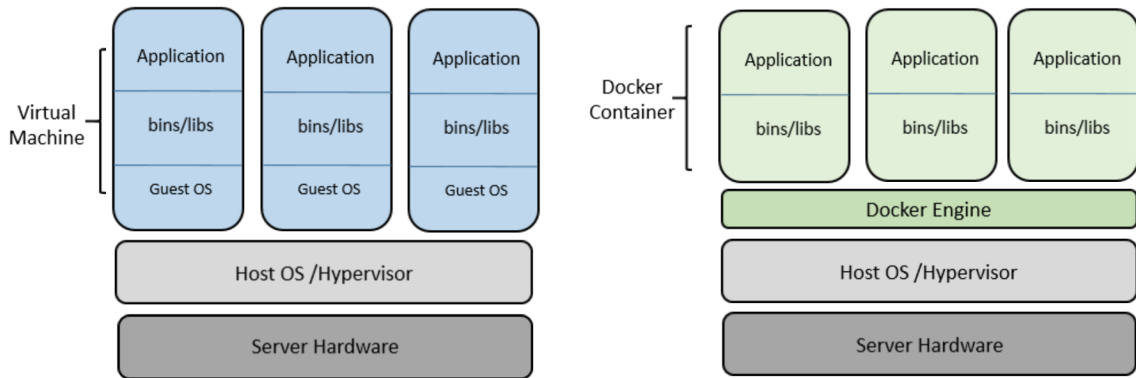 Virtual
Machine
Application
Application
Application
bins/libs
bins/libs
bins/libs
Guest OS
Guest OS
Guest OS
Host OS /Hypervisor
Server Hardware
Docker
Container
Application
Application
Application
bins/libs
bins/libs
bins/libs
Docker Engine
Host OS /Hypervisor
Server Hardware